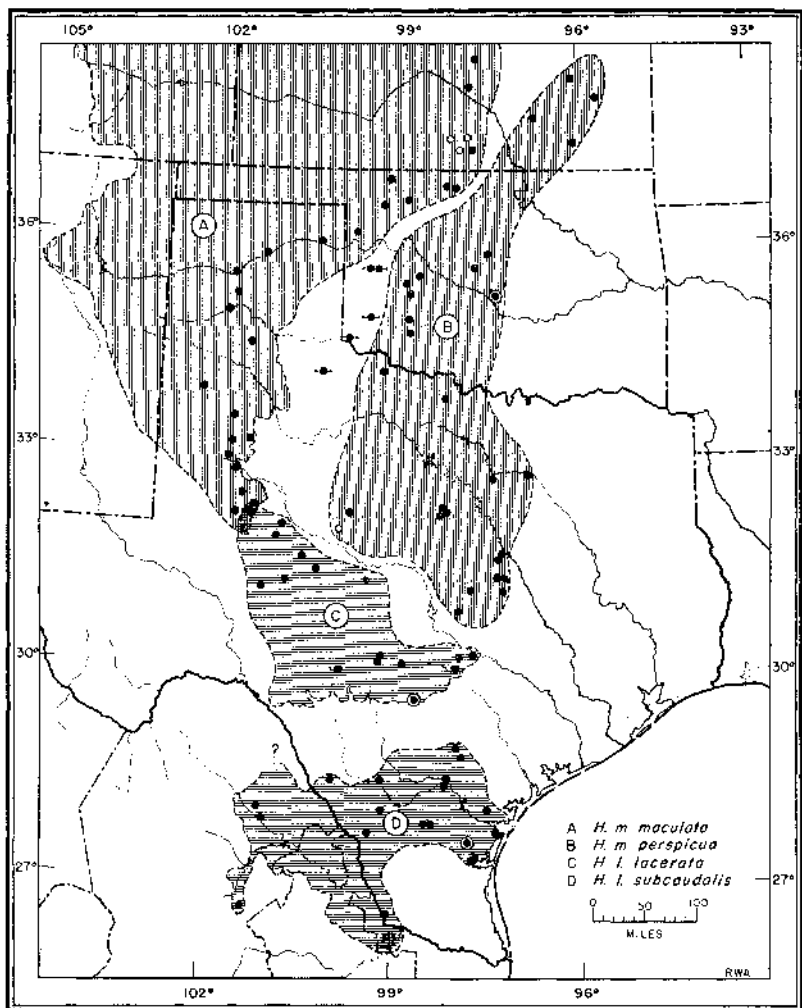 105° 102° 99° 96° 93°
36° 36°
A
B
33° 33°
C
30° 30°
?
D
A H. m maculata
B H. m perspicua
C H. l. lacerata
D H. l. subcaudalis
27° 27°
0 50 100
M.LES
RWA
102° 99° 96°